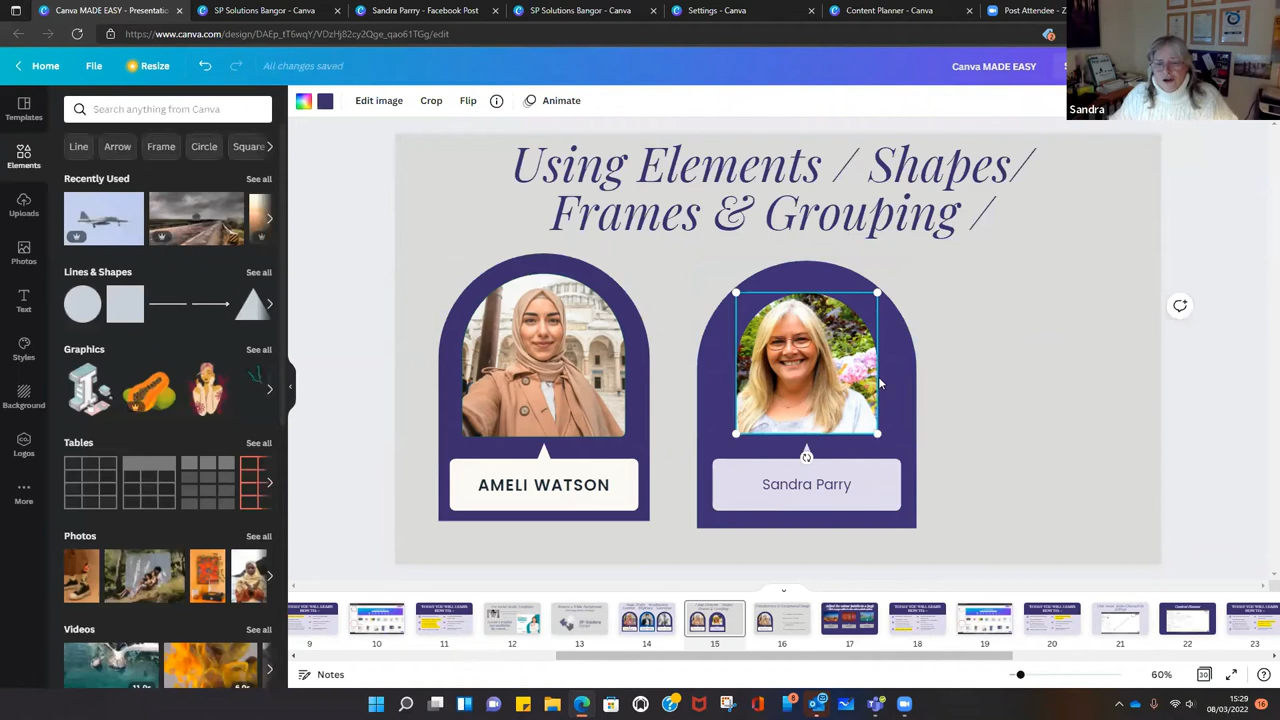 Canva MADE EASY - Presentatio
SP Solutions Bangor - Canva
Sandra Parrry - Facebook Post
SP Solutions Bangor - Canva
Settings - Canva
Content Planner - Canva
Post Attendee - Z
https://www.canva.com/design/DAEp_tT6wqY/VDzHj82cy2Qge_qao61TGg/edit
Home
File
Resize
All changes saved
Canva MADE EASY
Sandra
Templates
Elements
Uploads
Photos
Text
Styles
Background
Logos
More
Search anything from Canva
Line
Arrow
Frame
Circle
Square
Recently Used
See all
Lines & Shapes
See all
Graphics
See all
Tables
See all
Photos
See all
Videos
See all
Edit image
Crop
Flip
Animate
Using Elements / Shapes/
Frames & Grouping /
AMELI WATSON
Sandra Parry
9
10
11
12
13
14
15
16
17
18
19
20
21
22
23
Notes
60%
30
15:29
08/03/2022
16